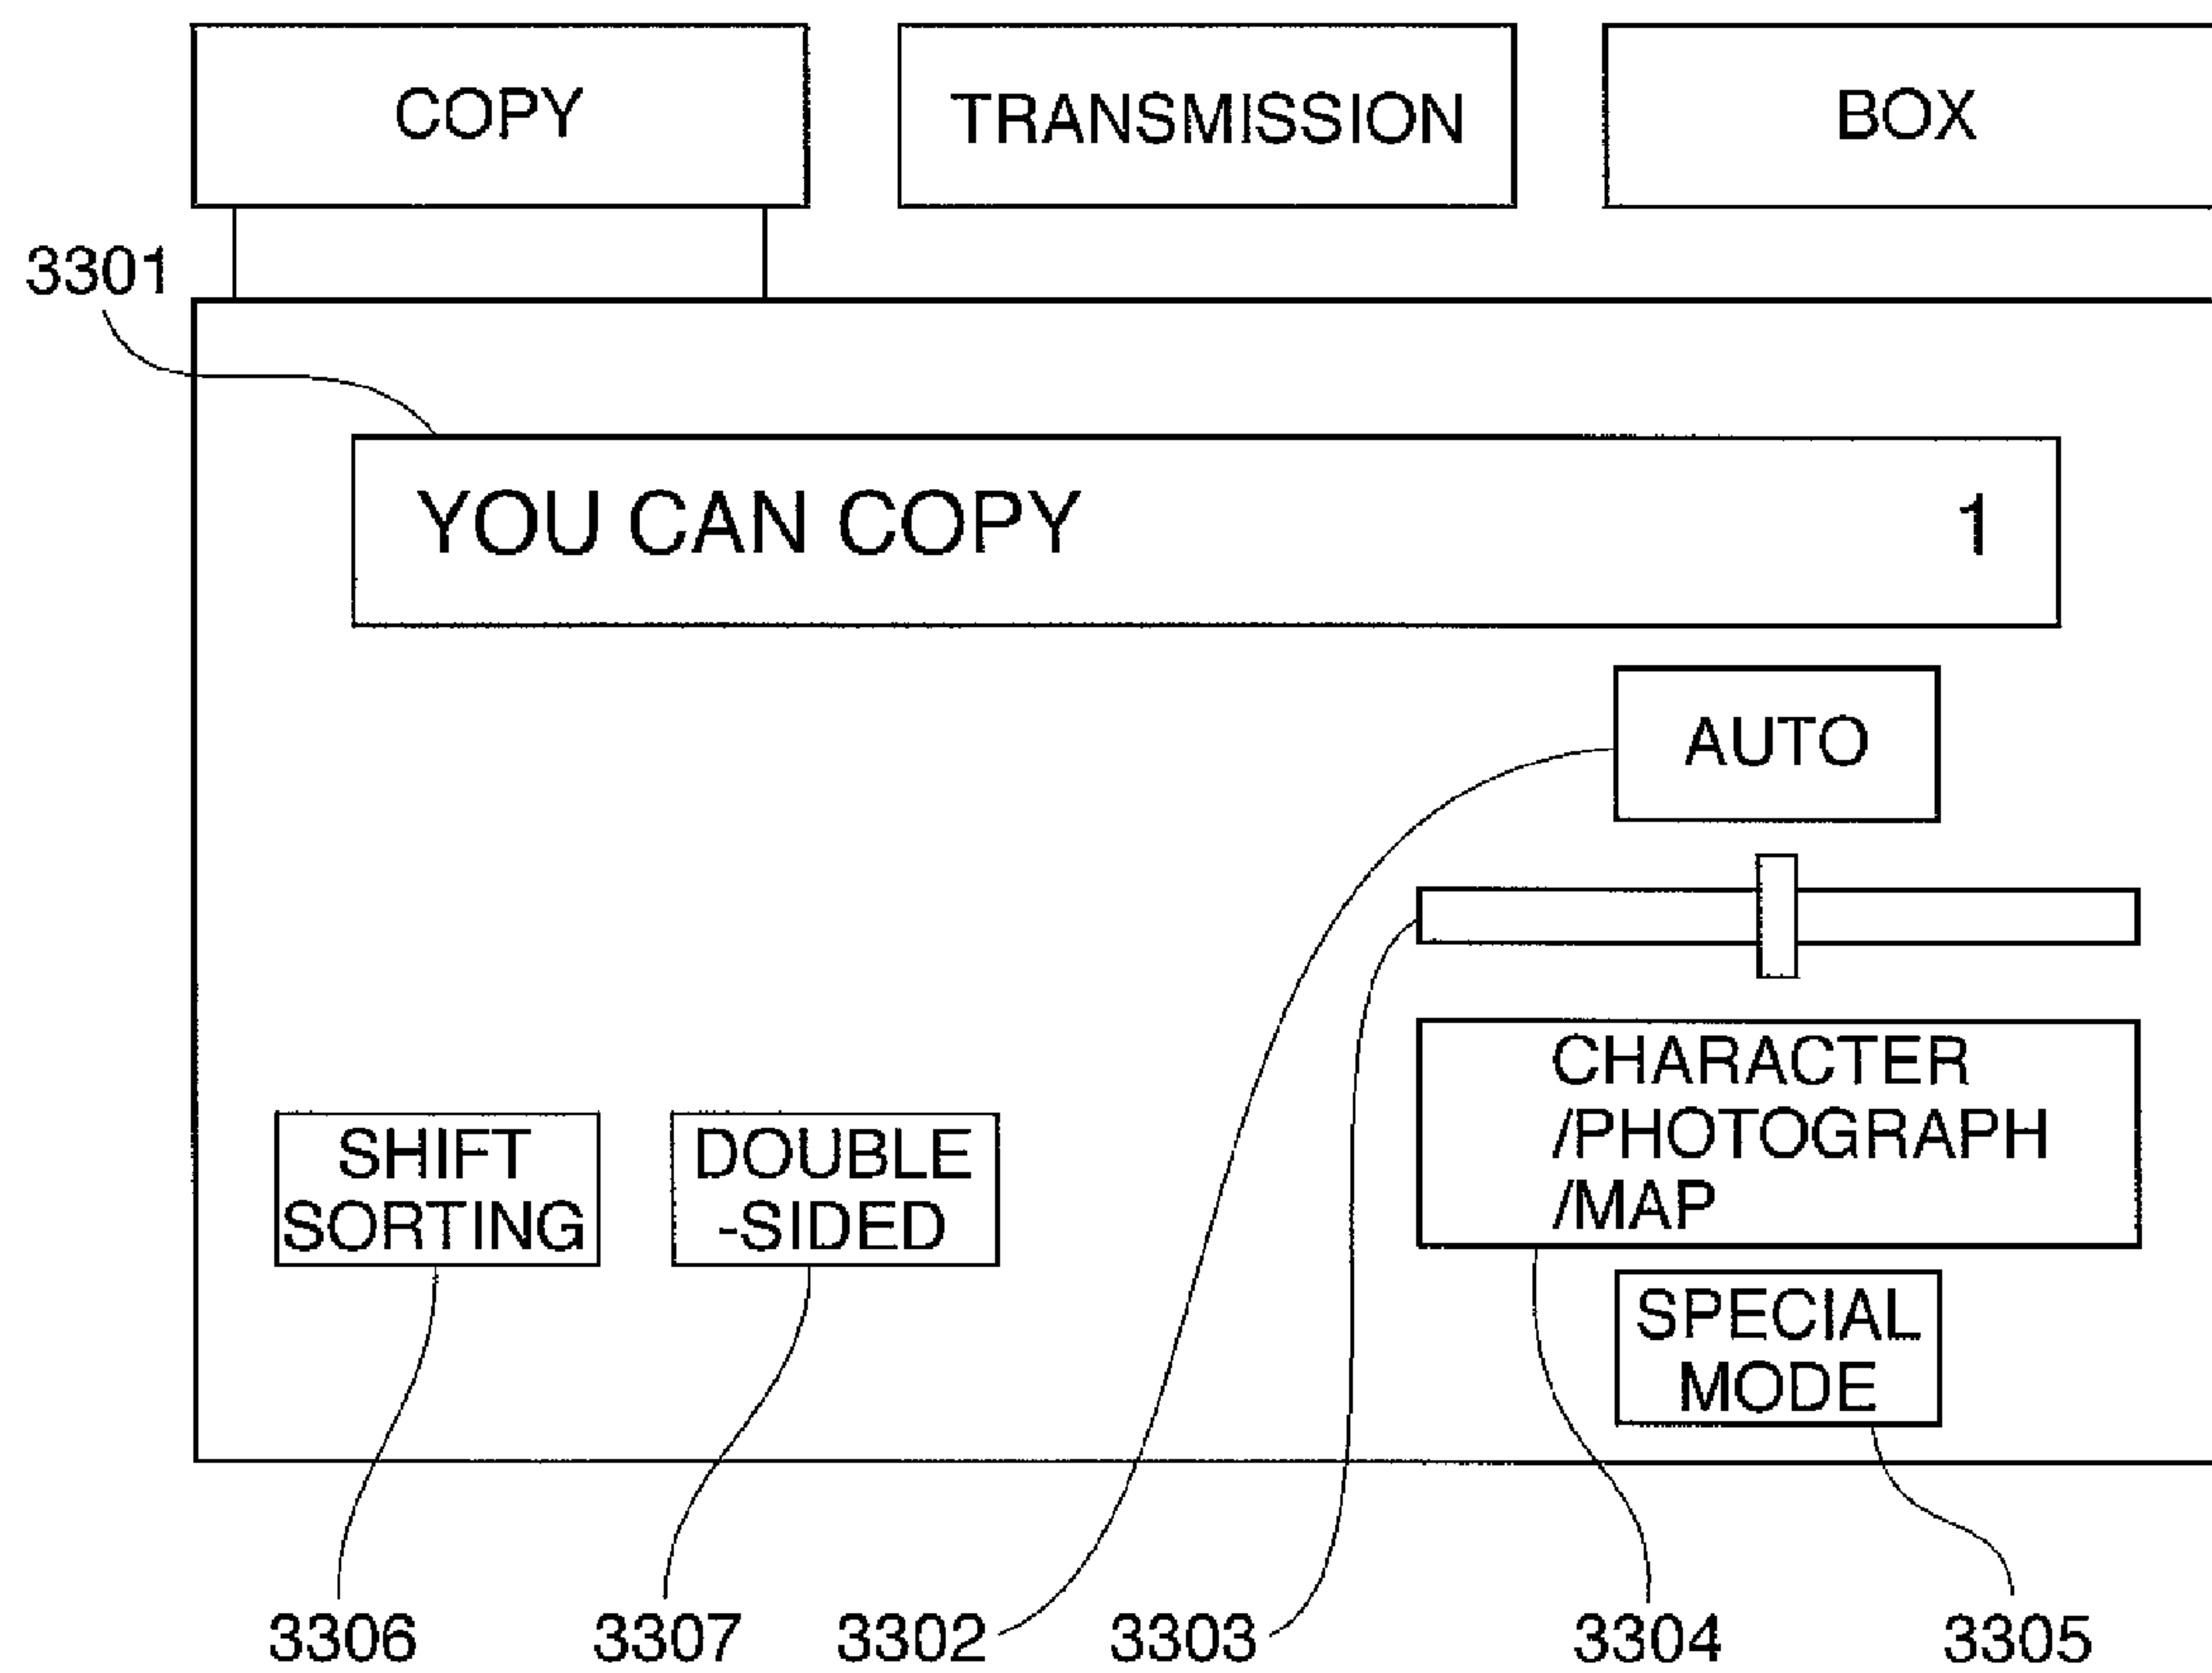 COPY
TRANSMISSION
BOX
3301
YOU CAN COPY 1
AUTO
CHARACTER
/PHOTOGRAPH
/MAP
SHIFT
SORTING
DOUBLE
-SIDED
SPECIAL
MODE
3306
3307
3302
3303
3304
3305